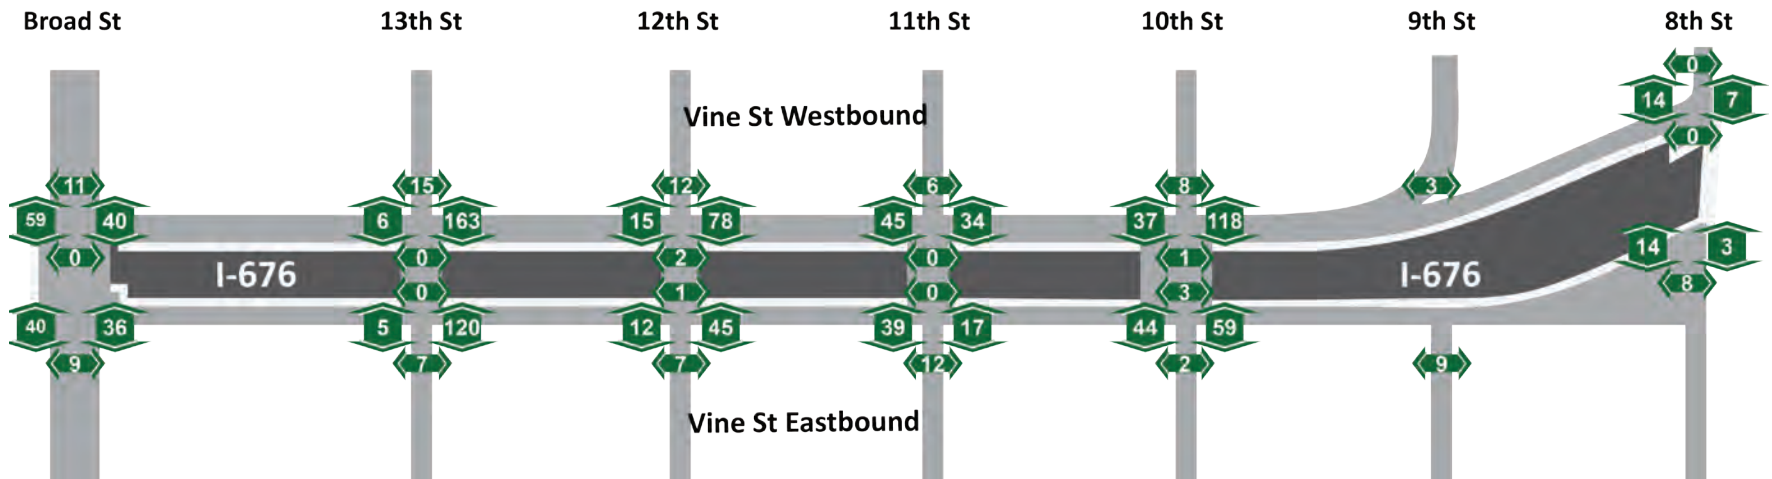 Broad St 13th St 12th St 11th St 10th St 9th St 8th St
0
14 7
Vine St Westbound
0
11 15 12 6 8 3
59 40 6 163 15 78 45 34 37 118
14 3
0 0 2 0 1
I-676 I-676
8
0 1 0 3
40 36 5 120 12 45 39 17 44 59
9 7 7 12 2 9
Vine St Eastbound